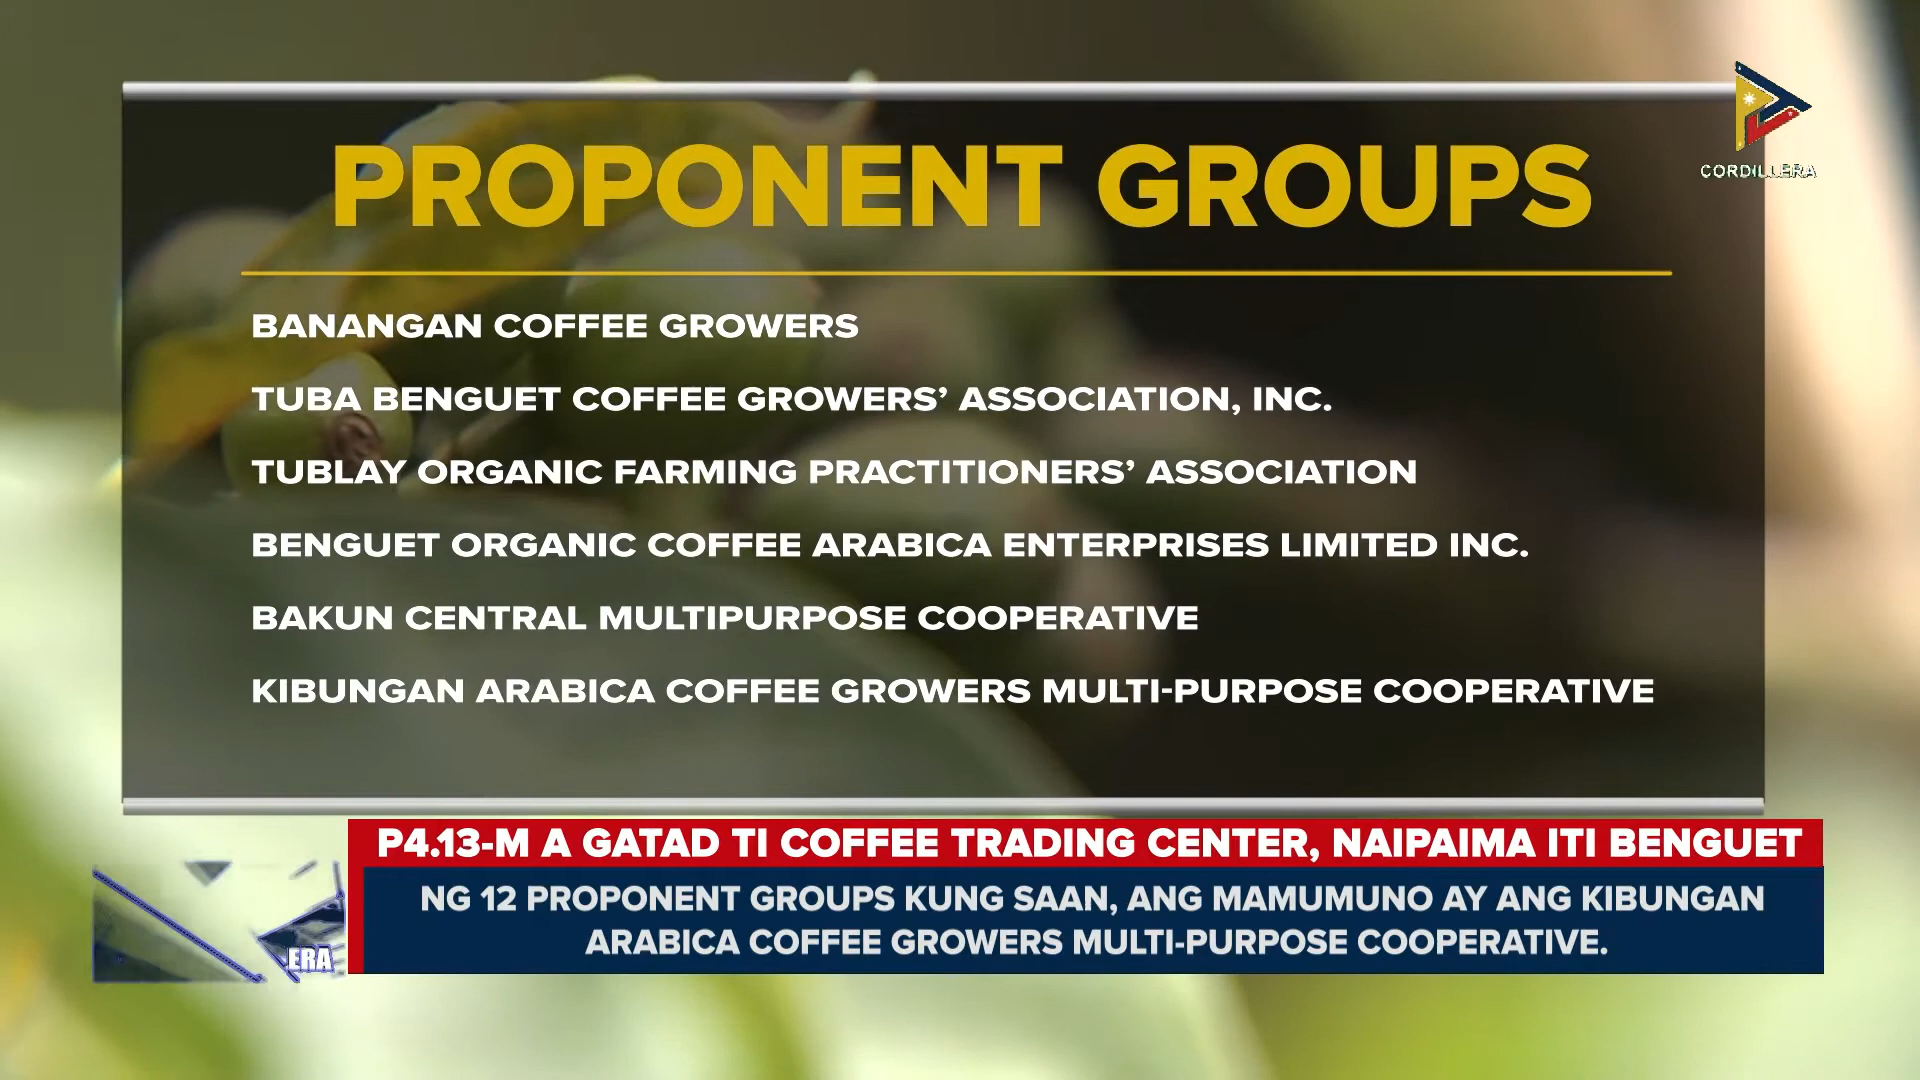 CORDILLERA
PROPONENT GROUPS
BANANGAN COFFEE GROWERS
TUBA BENGUET COFFEE GROWERS’ ASSOCIATION, INC.
TUBLAY ORGANIC FARMING PRACTITIONERS’ ASSOCIATION
BENGUET ORGANIC COFFEE ARABICA ENTERPRISES LIMITED INC.
BAKUN CENTRAL MULTIPURPOSE COOPERATIVE
KIBUNGAN ARABICA COFFEE GROWERS MULTI-PURPOSE COOPERATIVE
P4.13-M A GATAD TI COFFEE TRADING CENTER, NAIPAIMA ITI BENGUET
NG 12 PROPONENT GROUPS KUNG SAAN, ANG MAMUMUNO AY ANG KIBUNGAN
ARABICA COFFEE GROWERS MULTI-PURPOSE COOPERATIVE.
ERA